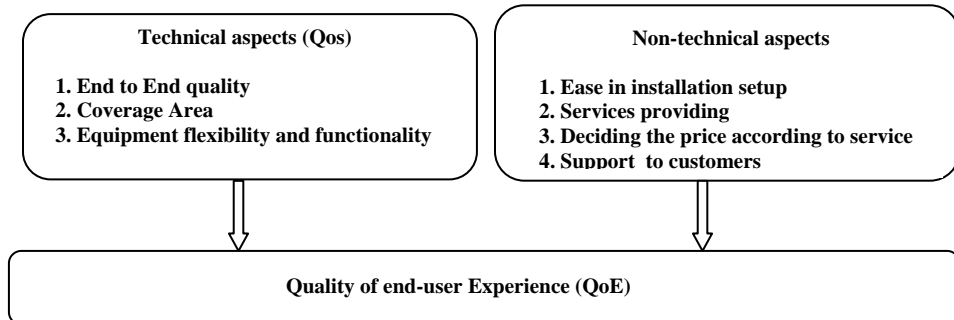 Technical aspects (Qos)
1. End to End quality
2. Coverage Area
3. Equipment flexibility and functionality
Non-technical aspects
1. Ease in installation setup
2. Services providing
3. Deciding the price according to service
4. Support to customers
Quality of end-user Experience (QoE)